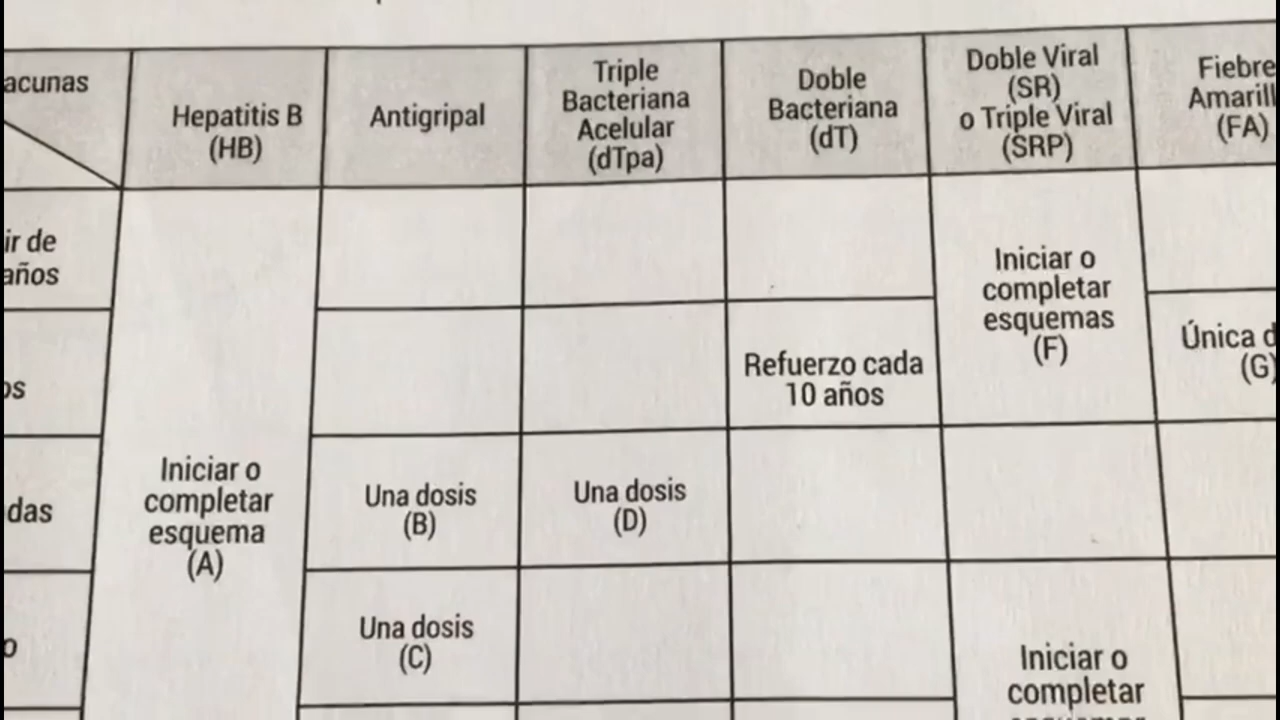 acunas
Hepatitis B
(HB)
Antigripal
Triple
Bacteriana
Acelular
(dTpa)
Doble
Bacteriana
(dT)
Doble Viral
(SR)
o Triple Viral
(SRP)
Fiebre
Amarill
(FA)
ir de
años
Iniciar o
completar
esquemas
(F)
os
Refuerzo cada
10 años
Única d
(G)
das
Iniciar o
completar
esquema
(A)
Una dosis
(B)
Una dosis
(D)
o
Una dosis
(C)
Iniciar o
completar